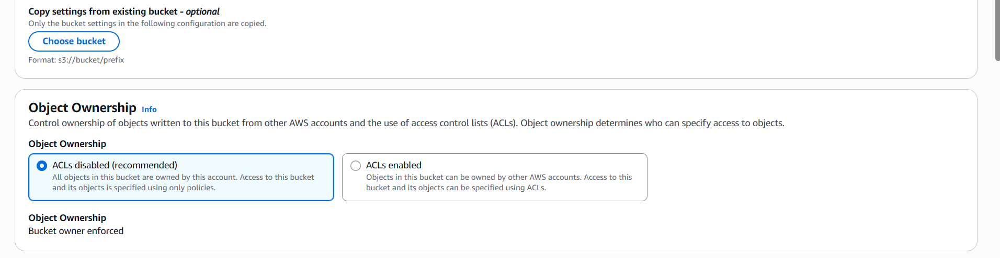 Copy settings from existing bucket - optional
Only the bucket settings in the following configuration are copied.
Choose bucket
Format: s3://bucket/prefix
Object Ownership Info
Control ownership of objects written to this bucket from other AWS accounts and the use of access control lists (ACLs). Object ownership determines who can specify access to objects.
Object Ownership
ACLs disabled (recommended)
All objects in this bucket are owned by this account. Access to this bucket
and its objects is specified using only policies.
ACLs enabled
Objects in this bucket can be owned by other AWS accounts. Access to this
bucket and its objects can be specified using ACLs.
Object Ownership
Bucket owner enforced